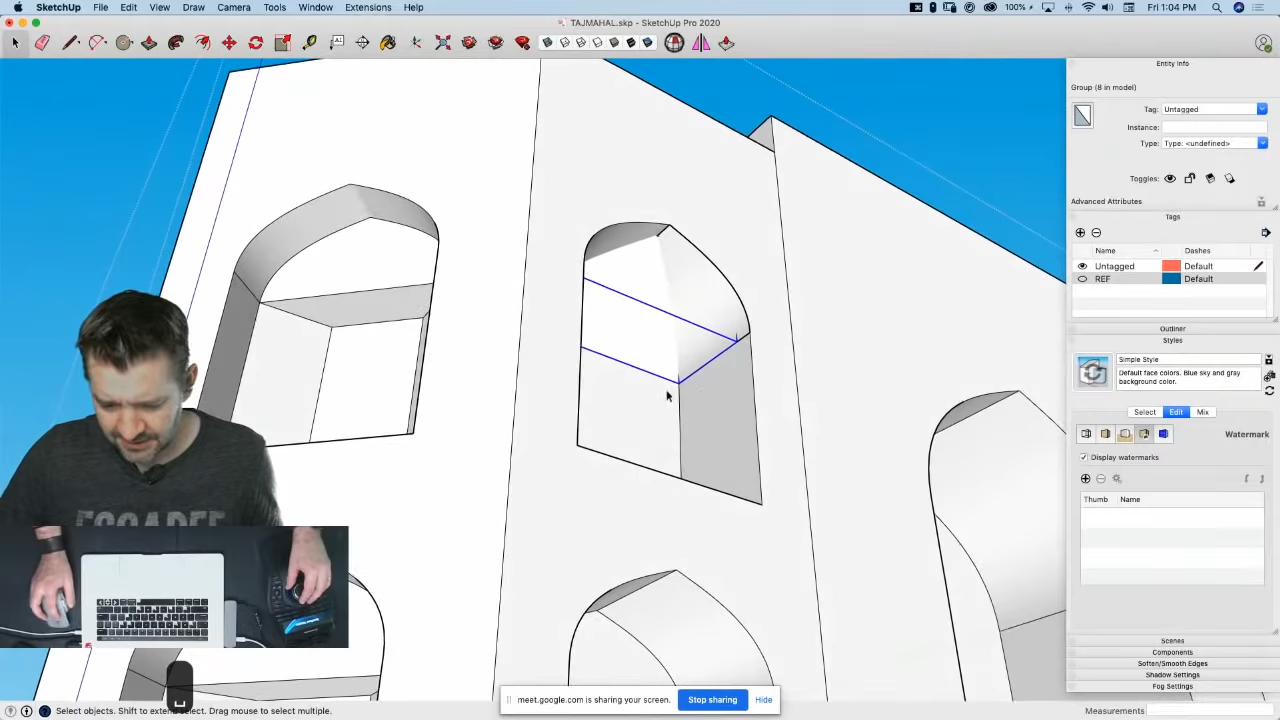 SketchUp File Edit View Draw Camera Tools Window Extensions Help 100% Fri 1:04 PM
TAJMAHAL.skp - SketchUp Pro 2020
Entity Info
Group (8 in model)
Tag: Untagged
Instance:
Type: Type: <undefined>
Toggles:
Advanced Attributes
Tags
Name Dashes
Untagged Default
REF Default
Outliner
Styles
Simple Style
Default face colors. Blue sky and gray
background color.
Select Edit Mix
Watermark
Display watermarks
Thumb Name
Scenes
Components
Soften/Smooth Edges
Shadow Settings
Fog Settings
meet.google.com is sharing your screen. Stop sharing Hide
Select objects. Shift to extend select. Drag mouse to select multiple. Measurements